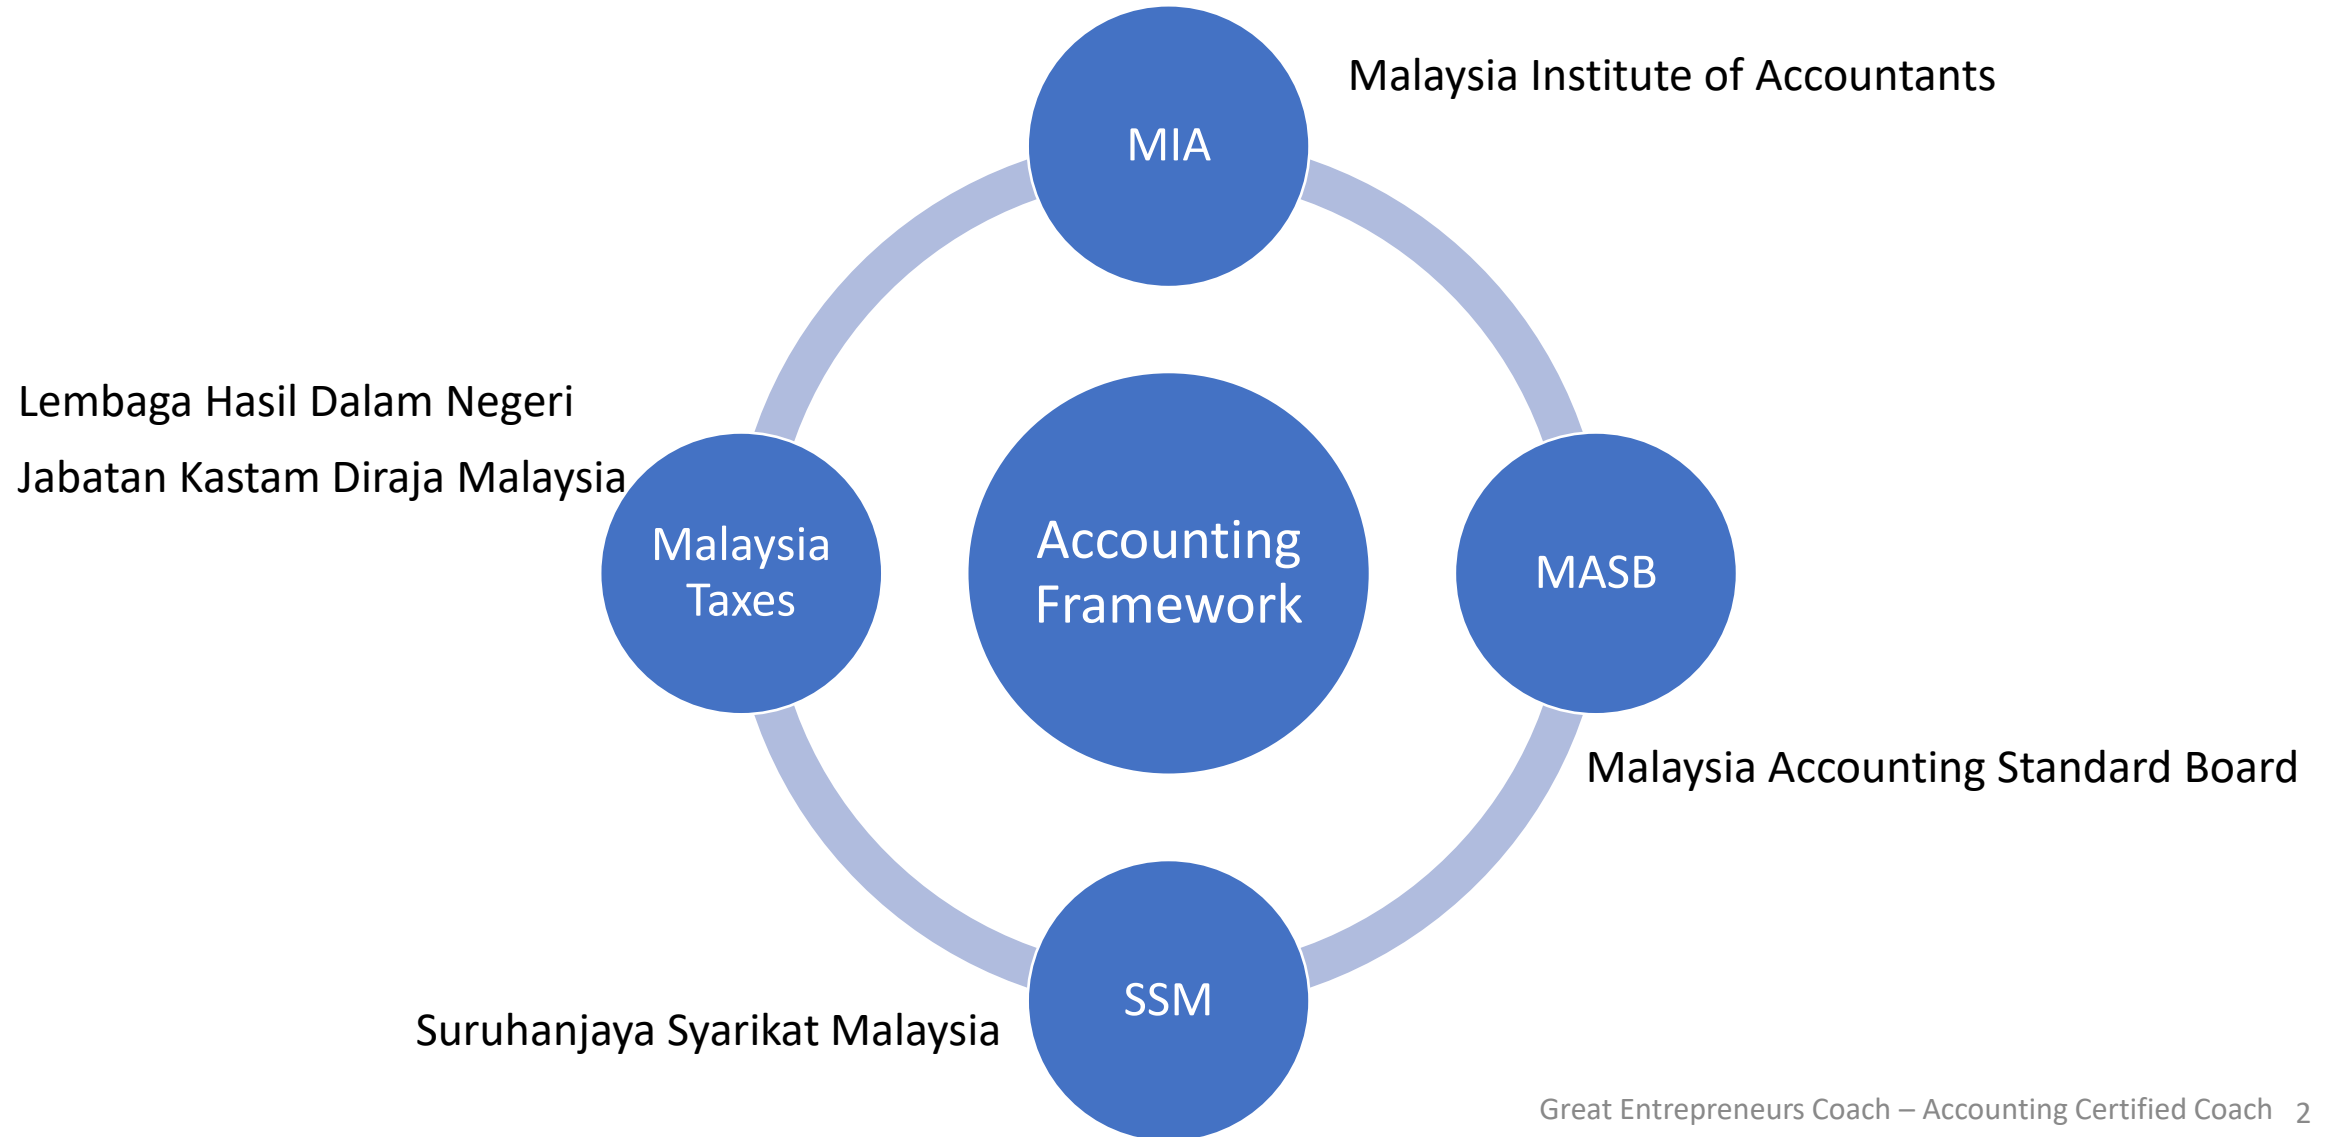 Malaysia Institute of Accountants
MIA
Lembaga Hasil Dalam Negeri
Jabatan Kastam Diraja Malaysia
Malaysia
Taxes
Accounting
Framework
MASB
Malaysia Accounting Standard Board
SSM
Suruhanjaya Syarikat Malaysia
Great Entrepreneurs Coach – Accounting Certified Coach 2